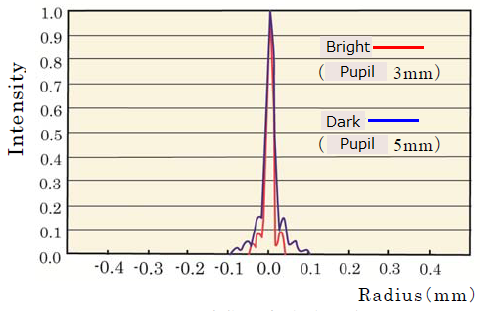 Intensity
1.0
0.9
0.8
0.7
0.6
0.5
0.4
0.3
0.2
0.1
0.0
Bright
( Pupil 3mm)
Dark
( Pupil 5mm)
-0.4 -0.3 -0.2 -0.1 0.0 0.1 0.2 0.3 0.4
Radius(mm)